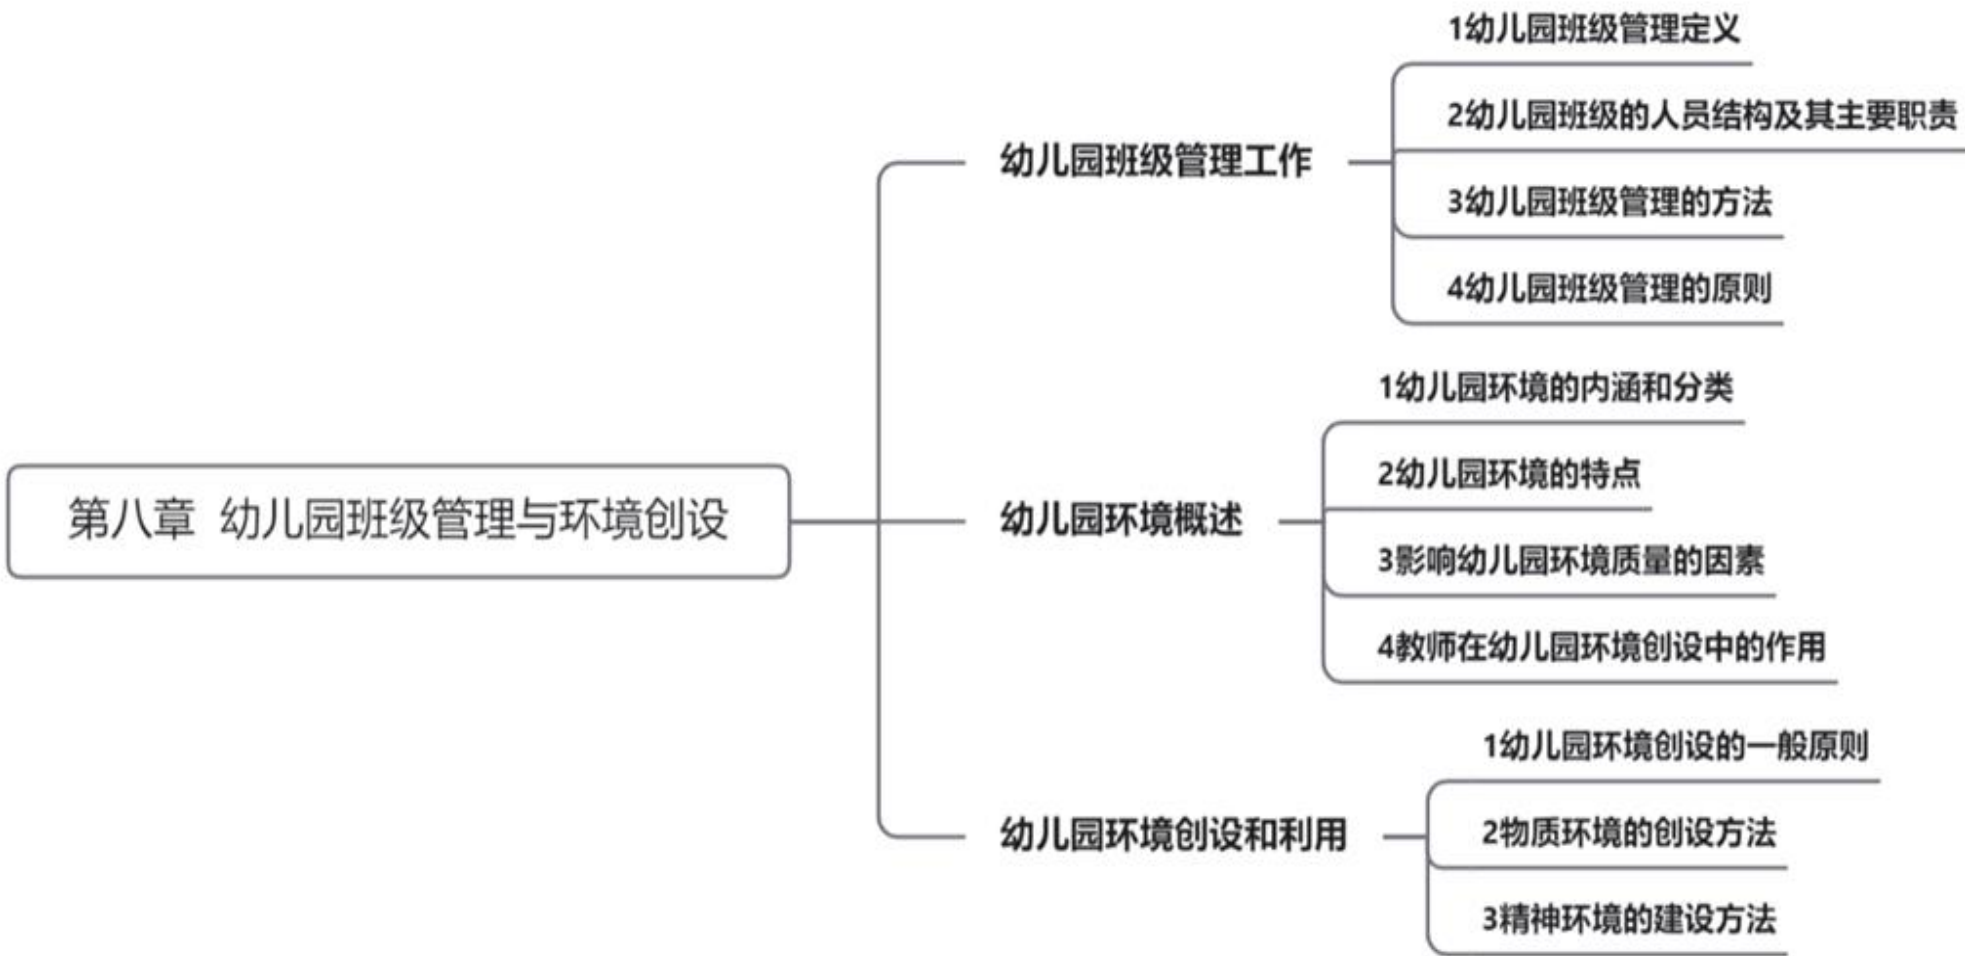 第八章 幼儿园班级管理与环境创设
幼儿园班级管理工作
1幼儿园班级管理定义
2幼儿园班级的人员结构及其主要职责
3幼儿园班级管理的方法
4幼儿园班级管理的原则
幼儿园环境概述
1幼儿园环境的内涵和分类
2幼儿园环境的特点
3影响幼儿园环境质量的因素
4教师在幼儿园环境创设中的作用
幼儿园环境创设和利用
1幼儿园环境创设的一般原则
2物质环境的创设方法
3精神环境的建设方法